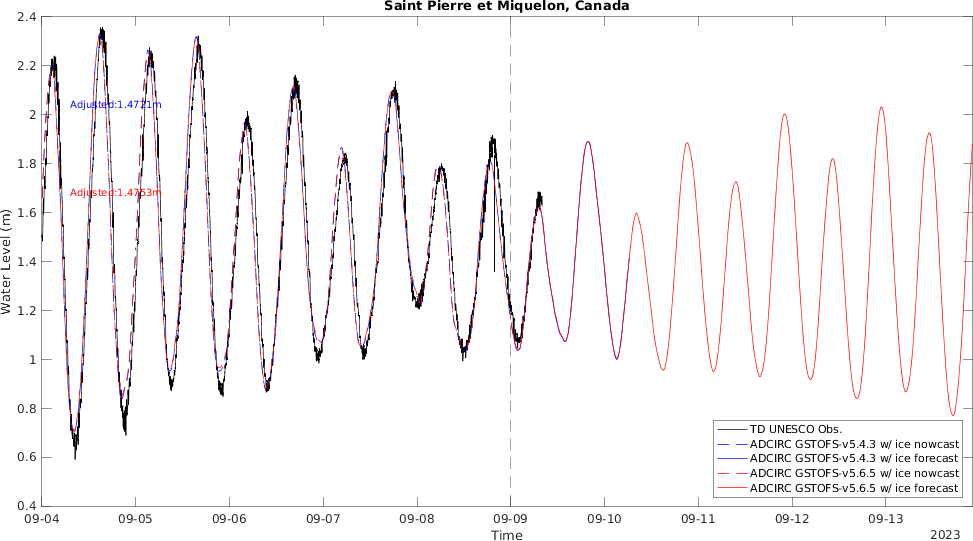 Saint Pierre et Miquelon, Canada
2.4
2.2
2
1.8
1.6
1.4
1.2
1
0.8
0.6
0.4
Water Level (m)
Adjusted:1.4721m
Adjusted:1.4753m
TD UNESCO Obs.
ADCIRC GSTOFS-v5.4.3 w/ ice nowcast
ADCIRC GSTOFS-v5.4.3 w/ ice forecast
ADCIRC GSTOFS-v5.6.5 w/ ice nowcast
ADCIRC GSTOFS-v5.6.5 w/ ice forecast
09-04 09-05 09-06 09-07 09-08 09-09 09-10 09-11 09-12 09-13
Time
2023